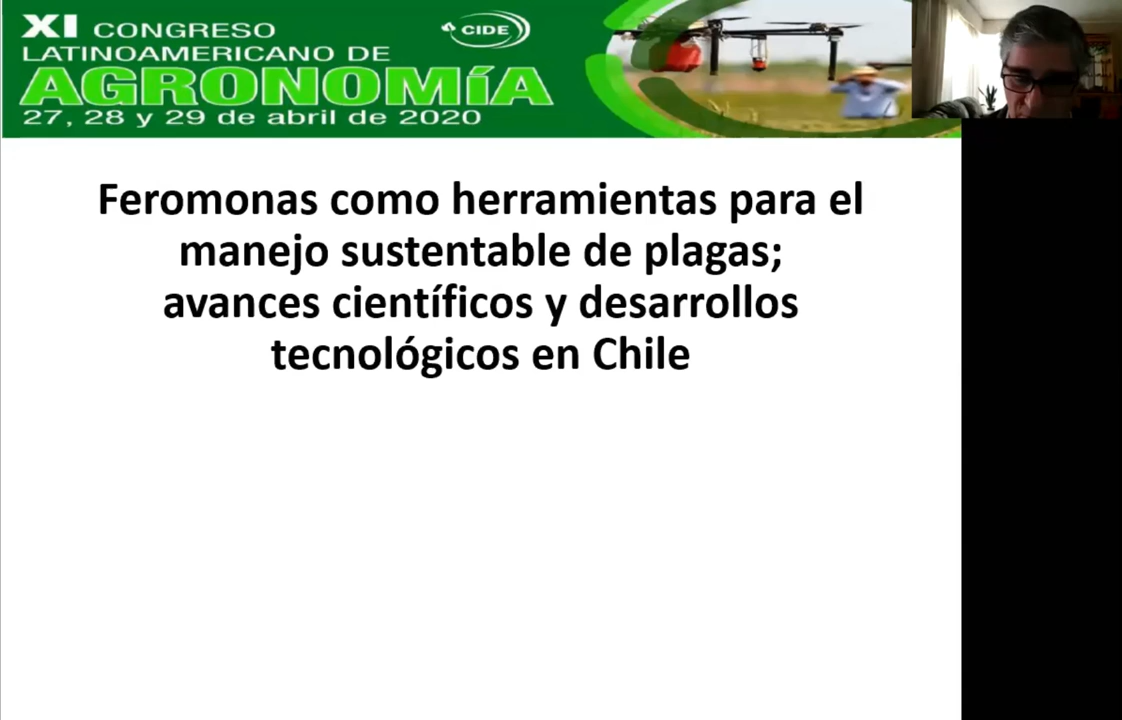 XI CONGRESO
CIDE
LATINOAMERICANO DE
AGRONOMÍA
27, 28 y 29 de abril de 2020
Feromonas como herramientas para el
manejo sustentable de plagas;
avances científicos y desarrollos
tecnológicos en Chile